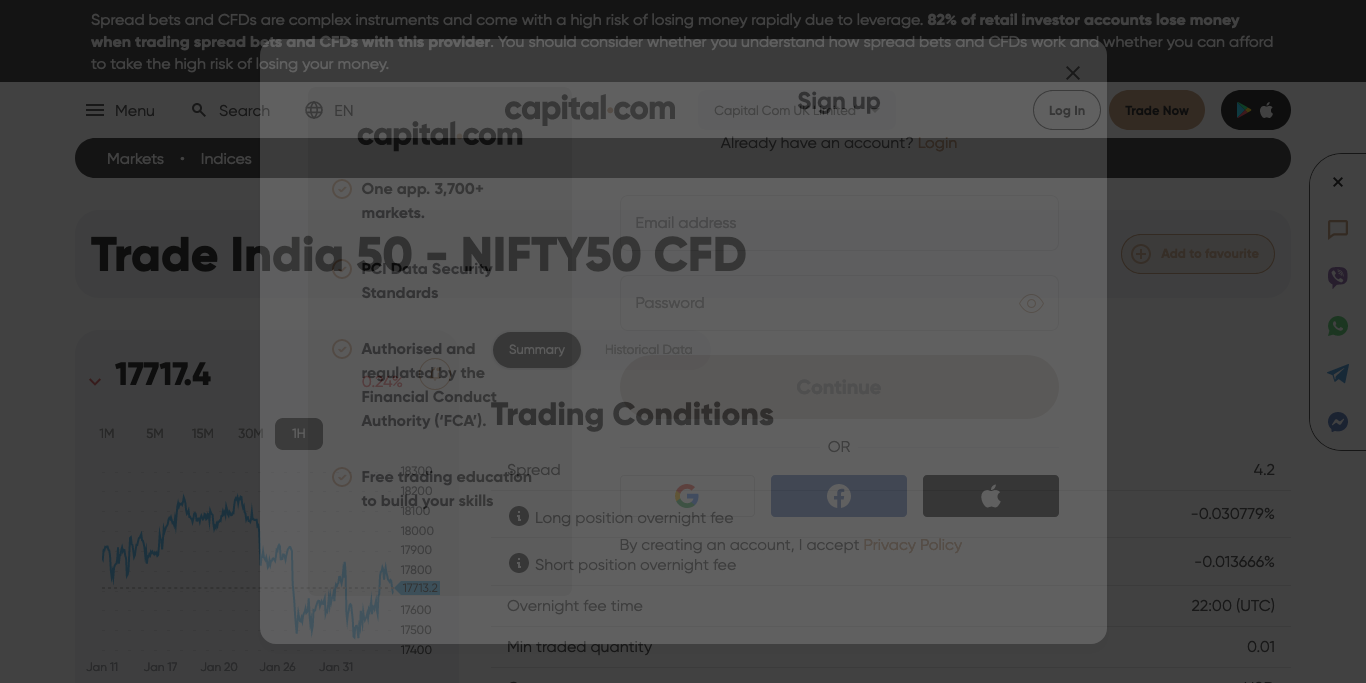 Spread bets and CFDs are complex instruments and come with a high risk of losing money rapidly due to leverage. 82% of retail investor accounts lose money
when trading spread bets and CFDs with this provider. You should consider whether you understand how spread bets and CFDs work and whether you can afford
to take the high risk of losing your money.
Menu
Search
EN
capital.com
Capital Com UK Limited
Log In
Trade Now
Markets • Indices
Trade India 50 - NIFTY50 CFD
Add to favourite
17717.4
0.24%
1M 5M 15M 30M 1H
18300
18200
18100
18000
17900
17800
17713.2
17600
17500
17400
Jan 11 Jan 17 Jan 20 Jan 26 Jan 31
Summary
Historical Data
Trading Conditions
Spread 4.2
Long position overnight fee -0.030779%
Short position overnight fee -0.013666%
Overnight fee time 22:00 (UTC)
Min traded quantity 0.01
capital.com
One app. 3,700+
markets.
PCI Data Security
Standards
Authorised and
regulated by the
Financial Conduct
Authority (‘FCA’).
Free trading education
to build your skills
Sign up
Already have an account? Login
Email address
Password
Continue
OR
By creating an account, I accept Privacy Policy